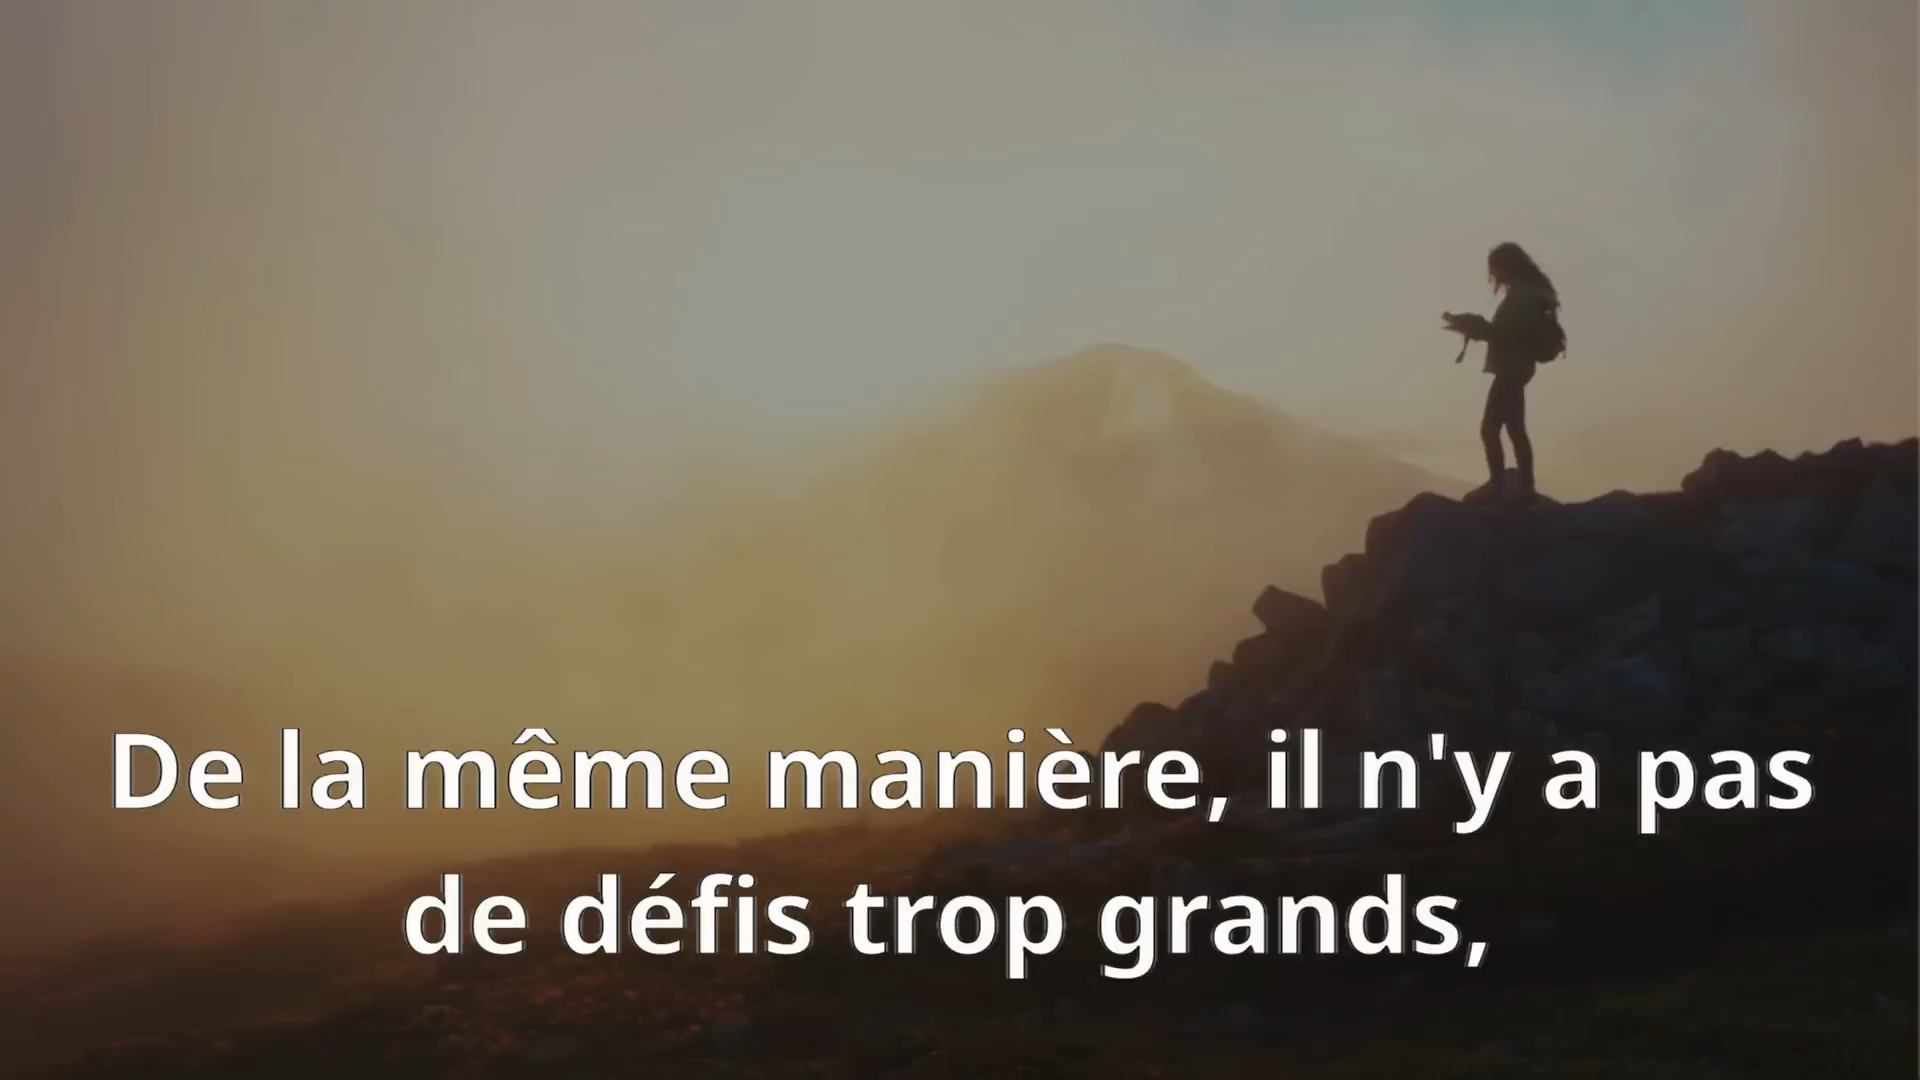 De la même manière, il n'y a pas
de défis trop grands,